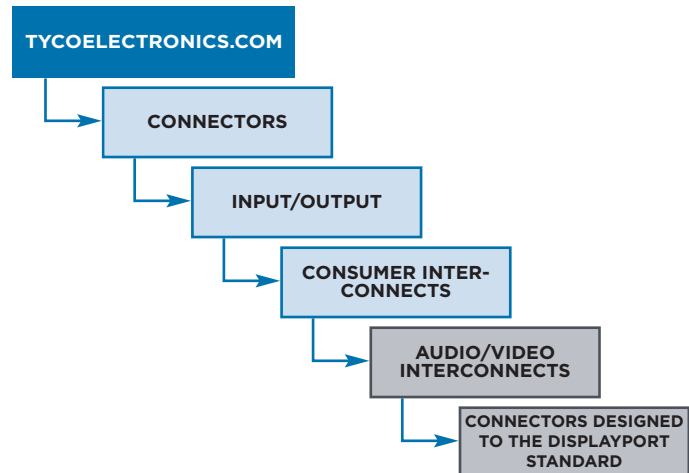 TYCOELECTRONICS.COM
CONNECTORS
INPUT/OUTPUT
CONSUMER INTER-
CONNECTS
AUDIO/VIDEO
INTERCONNECTS
CONNECTORS DESIGNED
TO THE DISPLAYPORT
STANDARD